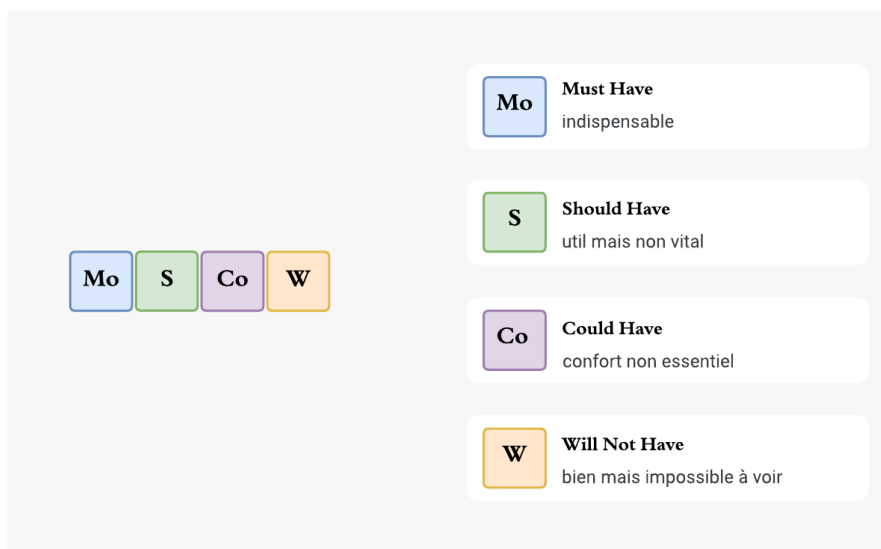 Mo S Co W
Mo
Must Have
indispensable
S
Should Have
util mais non vital
Co
Could Have
confort non essentiel
W
Will Not Have
bien mais impossible à voir